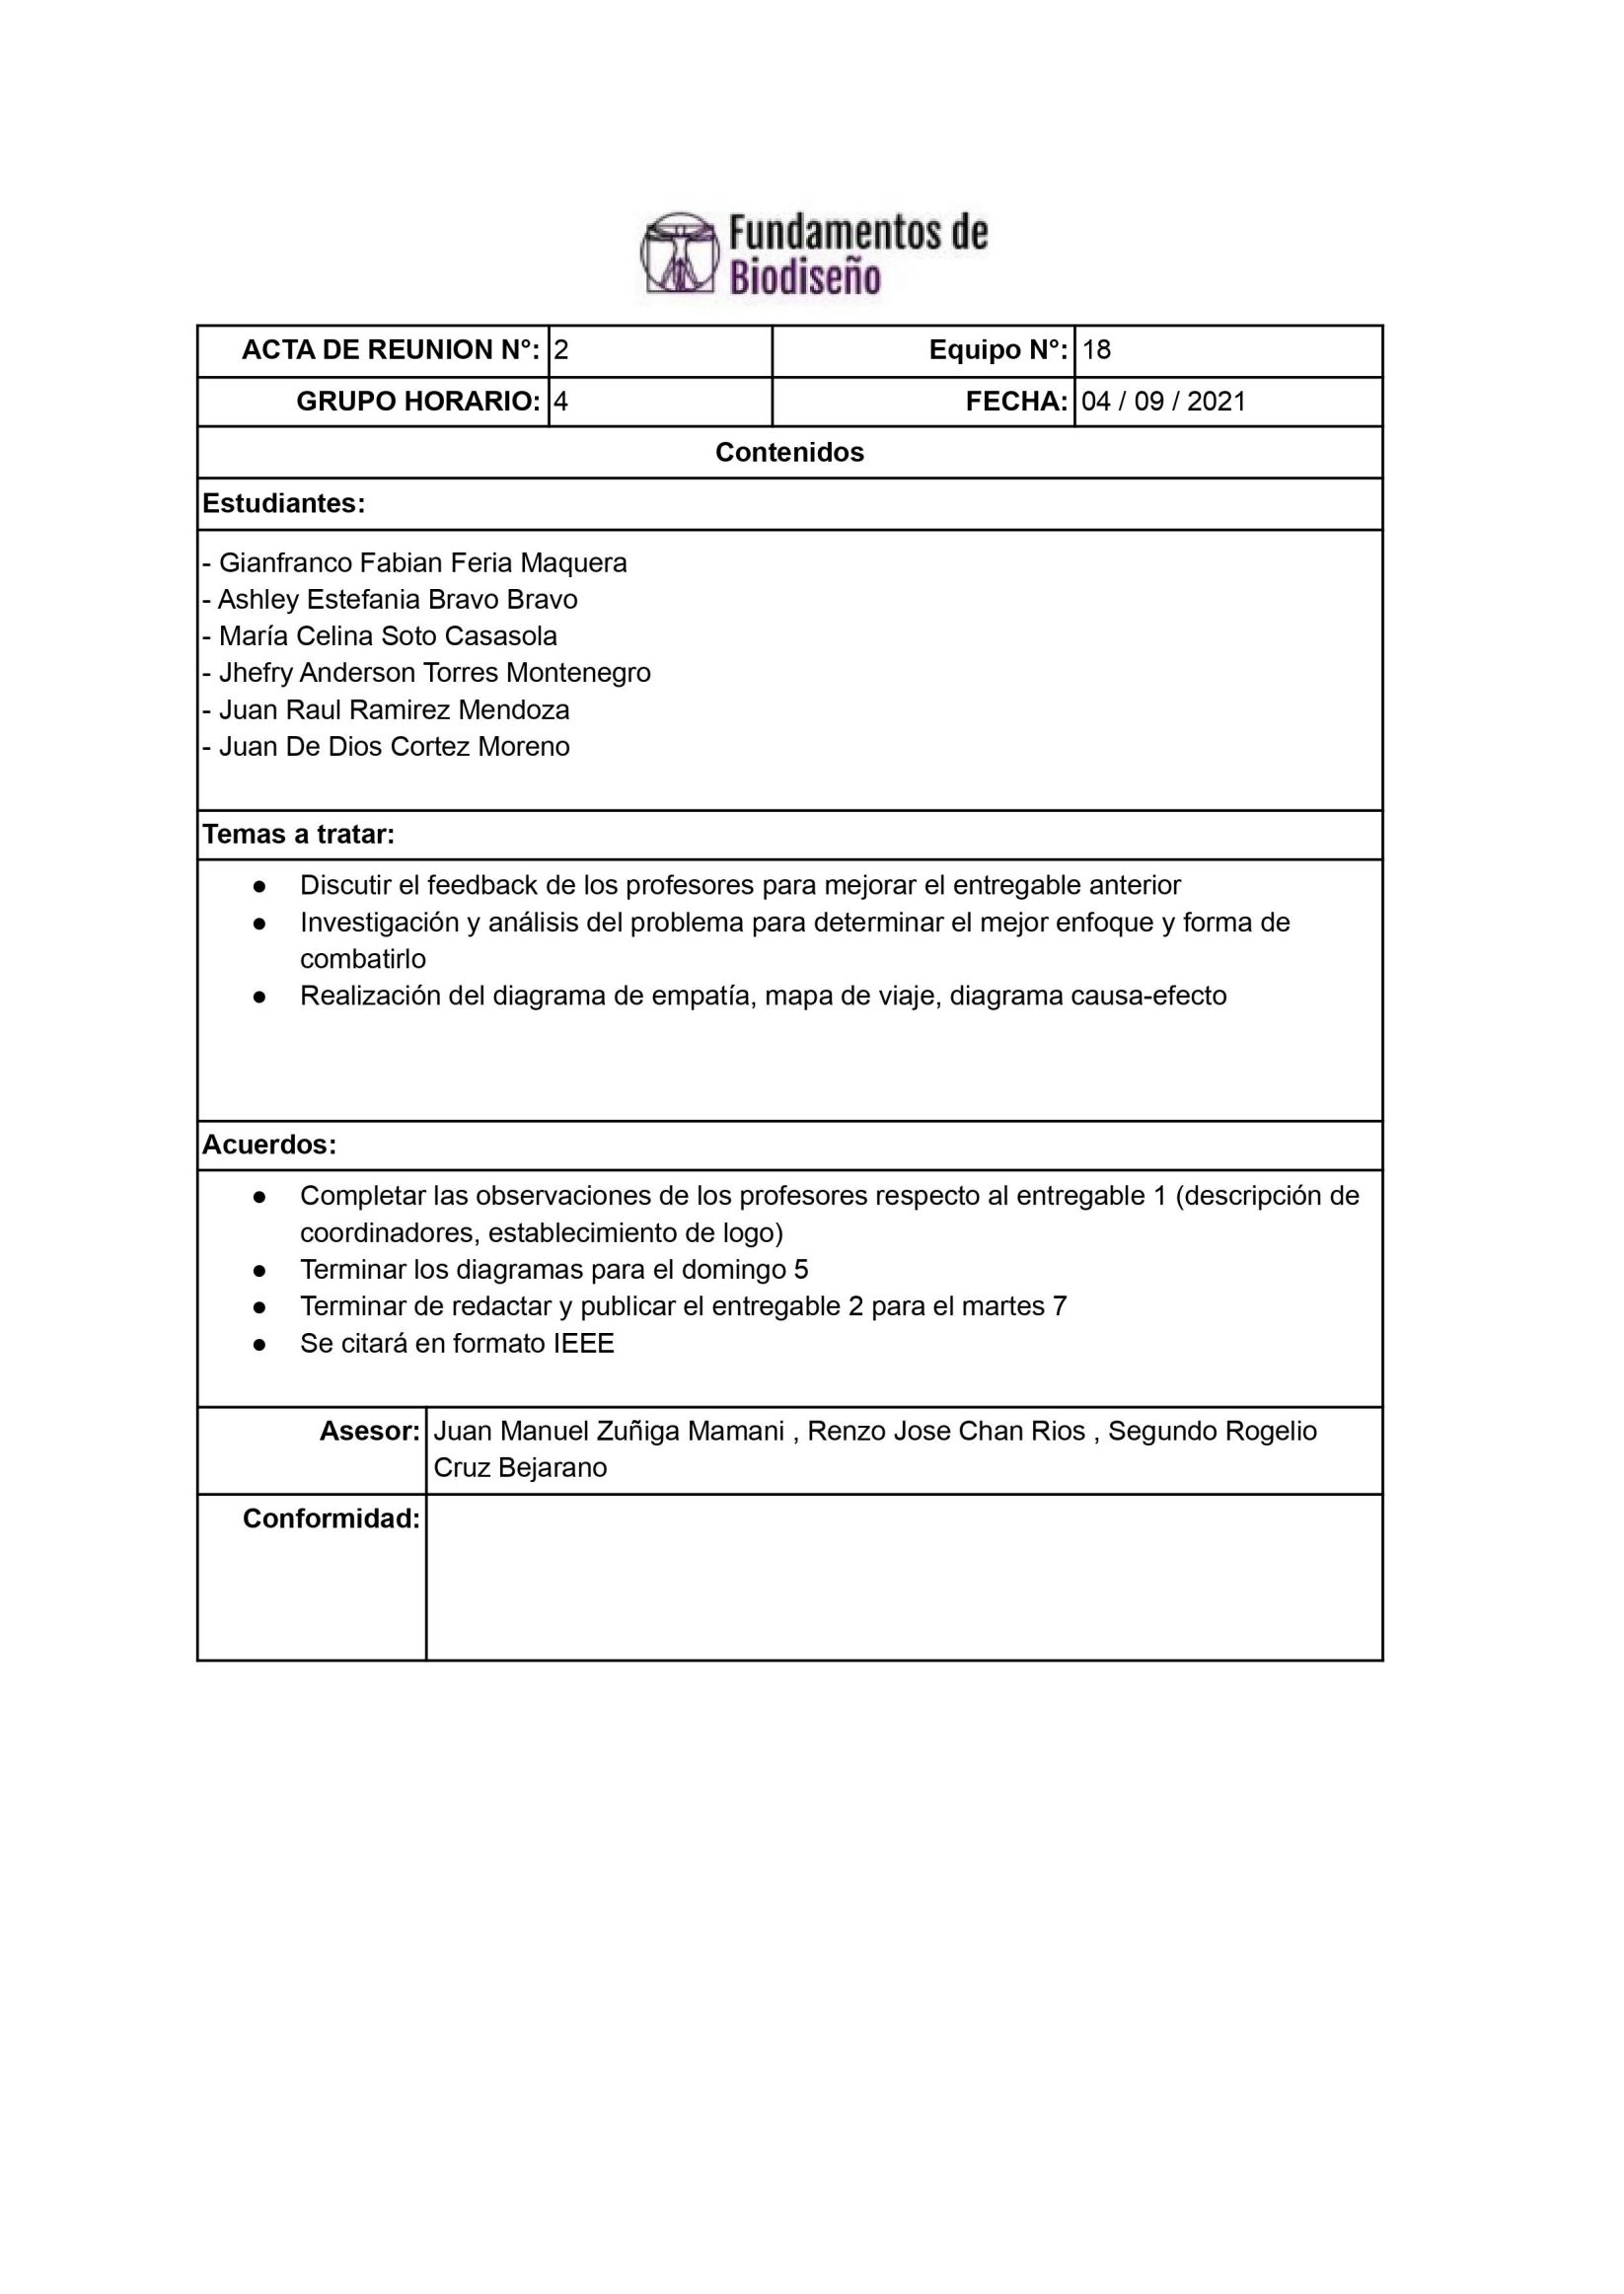 Fundamentos de
Biodiseño
ACTA DE REUNION N°: 2 Equipo N°: 18
GRUPO HORARIO: 4 FECHA: 04 / 09 / 2021
Contenidos
Estudiantes:
- Gianfranco Fabian Feria Maquera
- Ashley Estefania Bravo Bravo
- María Celina Soto Casasola
- Jhefry Anderson Torres Montenegro
- Juan Raul Ramirez Mendoza
- Juan De Dios Cortez Moreno
Temas a tratar:
● Discutir el feedback de los profesores para mejorar el entregable anterior
● Investigación y análisis del problema para determinar el mejor enfoque y forma de
combatirlo
● Realización del diagrama de empatía, mapa de viaje, diagrama causa-efecto
Acuerdos:
● Completar las observaciones de los profesores respecto al entregable 1 (descripción de
coordinadores, establecimiento de logo)
● Terminar los diagramas para el domingo 5
● Terminar de redactar y publicar el entregable 2 para el martes 7
● Se citará en formato IEEE
Asesor: Juan Manuel Zuñiga Mamani , Renzo Jose Chan Rios , Segundo Rogelio
Cruz Bejarano
Conformidad: